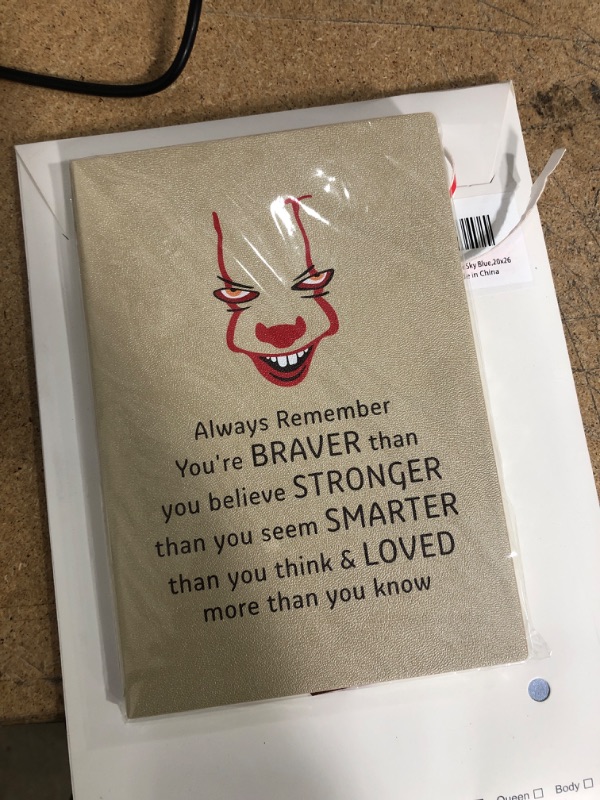 Always Remember
You're BRAVER than
you believe STRONGER
than you seem SMARTER
than you think & LOVED
more than you know
Sky Blue,20x26
in China
Queen
Body